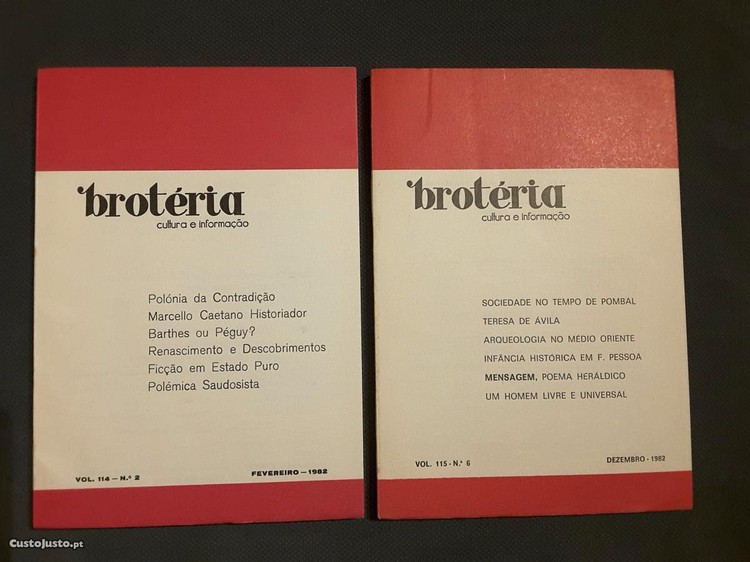 brotéria
cultura e informação
Polónia da Contradição
Marcello Caetano Historiador
Barthes ou Péguy?
Renascimento e Descobrimentos
Ficção em Estado Puro
Polémica Saudosista
VOL. 114 — N.º 2
FEVEREIRO — 1982
brotéria
cultura e informação
SOCIEDADE NO TEMPO DE POMBAL
TERESA DE ÁVILA
ARQUEOLOGIA NO MÉDIO ORIENTE
INFÂNCIA HISTÓRICA EM F. PESSOA
MENSAGEM, POEMA HERÁLDICO
UM HOMEM LIVRE E UNIVERSAL
VOL. 115 - N.º 6
DEZEMBRO - 1982
CustoJusto.pt